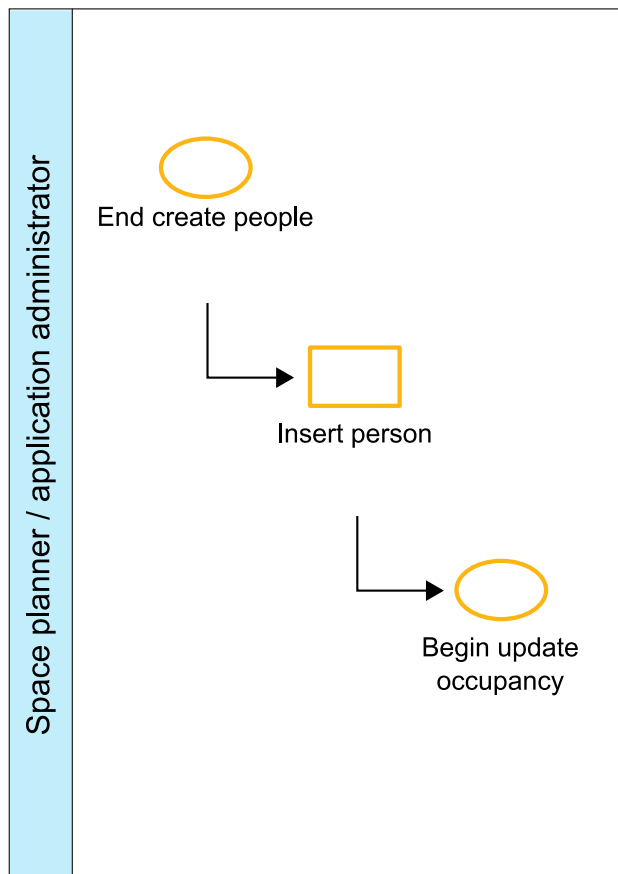 Space planner / application administrator
End create people
Insert person
Begin update
occupancy